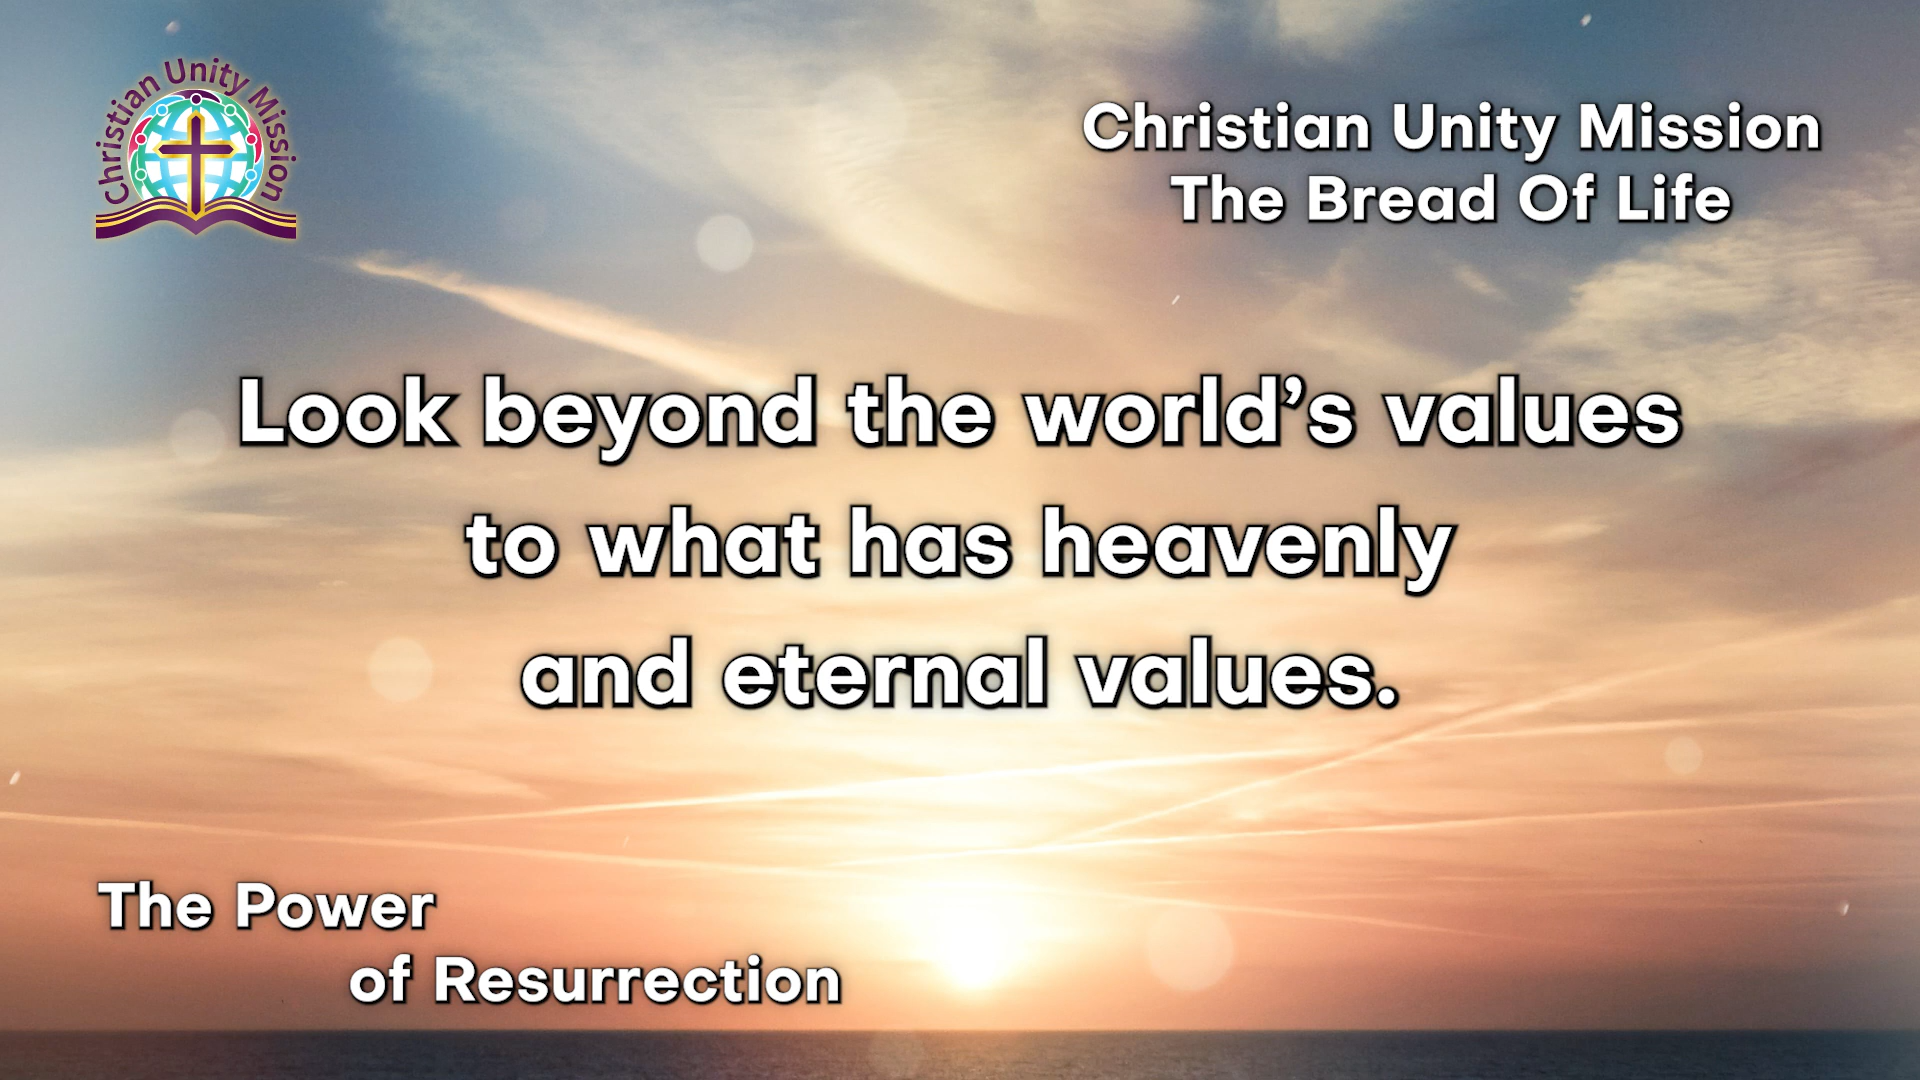 Christian Unity Mission
Christian Unity Mission
The Bread Of Life
Look beyond the world’s values
to what has heavenly
and eternal values.
The Power
of Resurrection